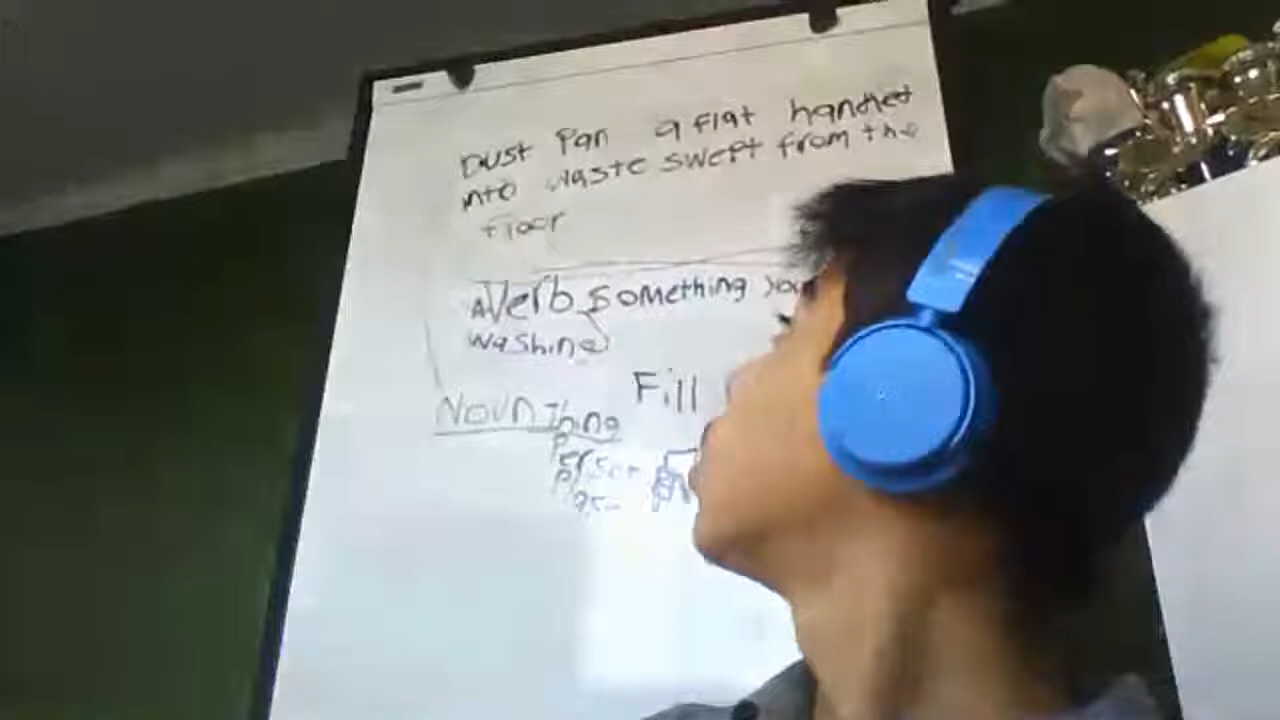 Dust Pan a flat handled
into waste swept from the
floor
A Verb Something you
washing
Fill
Noun Thing
Person